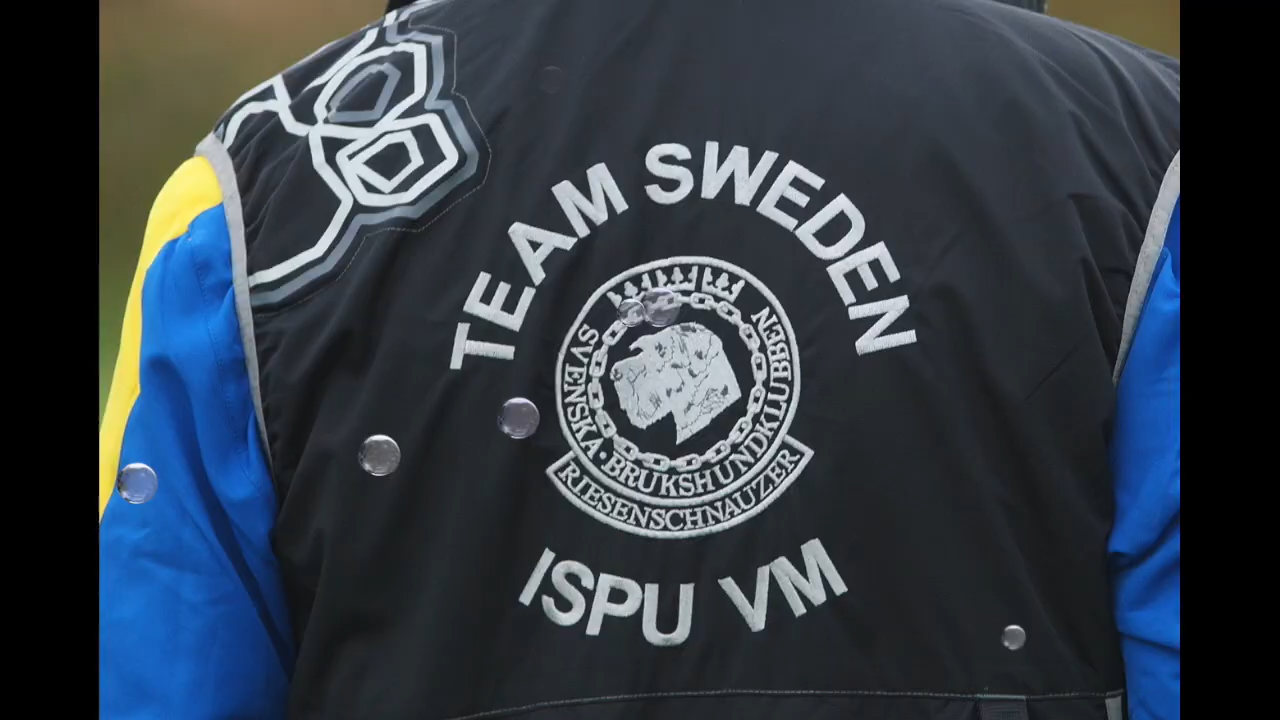 TEAM SWEDEN
SVENSKA · BRUKSHUNDKLUBBEN
RIESENSCHNAUZER
ISPU VM